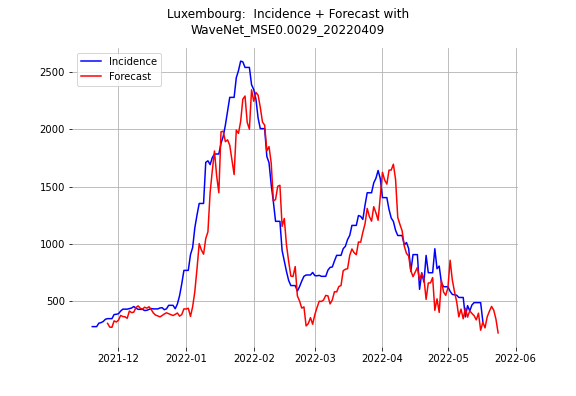 Luxembourg:  Incidence + Forecast with
WaveNet_MSE0.0029_20220409
Incidence
Forecast
2500
2000
1500
1000
500
2021-12 2022-01 2022-02 2022-03 2022-04 2022-05 2022-06